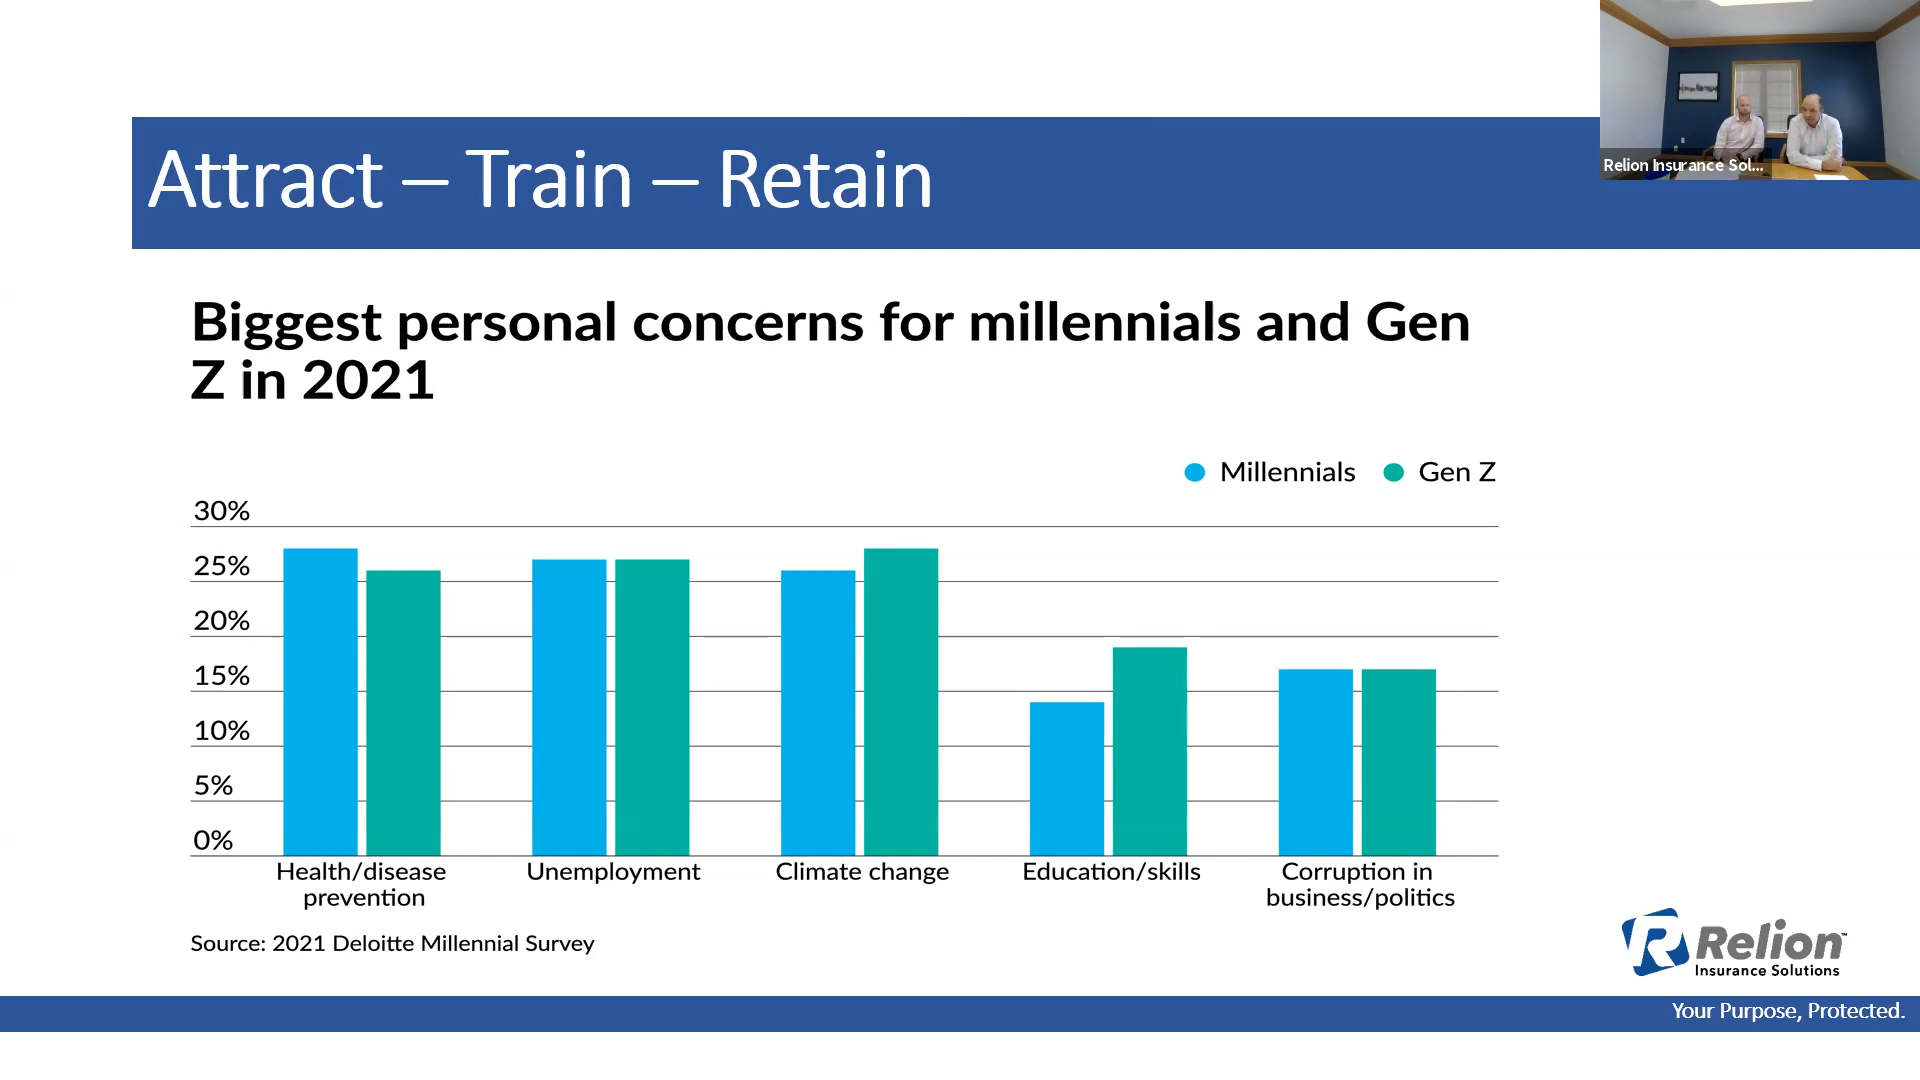 Relion Insurance Sol...
Attract – Train – Retain
Biggest personal concerns for millennials and Gen
Z in 2021
Millennials
Gen Z
30%
25%
20%
15%
10%
5%
0%
Health/disease
prevention
Unemployment
Climate change
Education/skills
Corruption in
business/politics
Source: 2021 Deloitte Millennial Survey
Relion™
Insurance Solutions
Your Purpose, Protected.